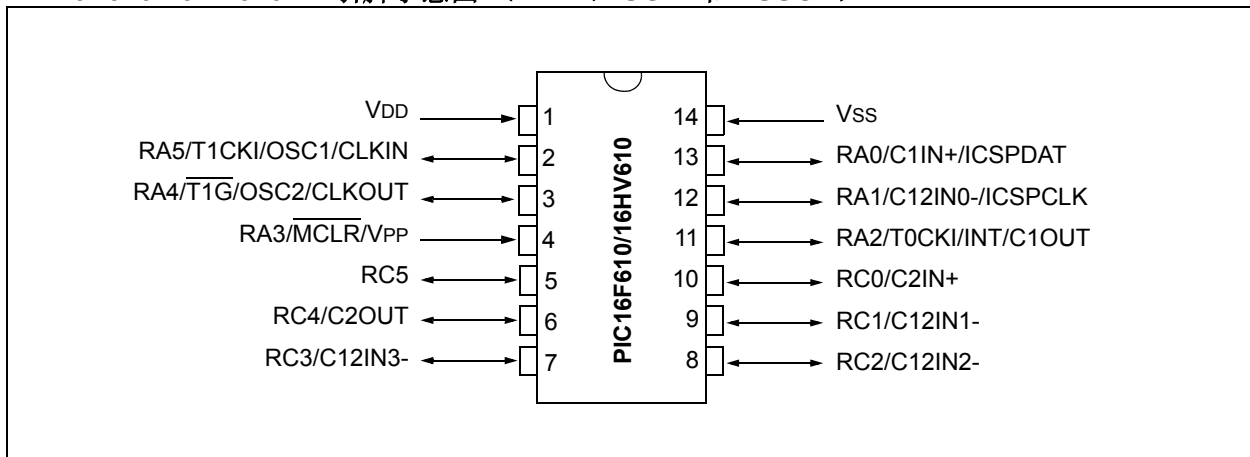 VDD
RA5/T1CKI/OSC1/CLKIN
RA4/T1G/OSC2/CLKOUT
RA3/MCLR/VPP
RC5
RC4/C2OUT
RC3/C12IN3-
1
2
3
4
5
6
7
PIC16F610/16HV610
14
13
12
11
10
9
8
VSS
RA0/C1IN+/ICSPDAT
RA1/C12IN0-/ICSPCLK
RA2/T0CKI/INT/C1OUT
RC0/C2IN+
RC1/C12IN1-
RC2/C12IN2-